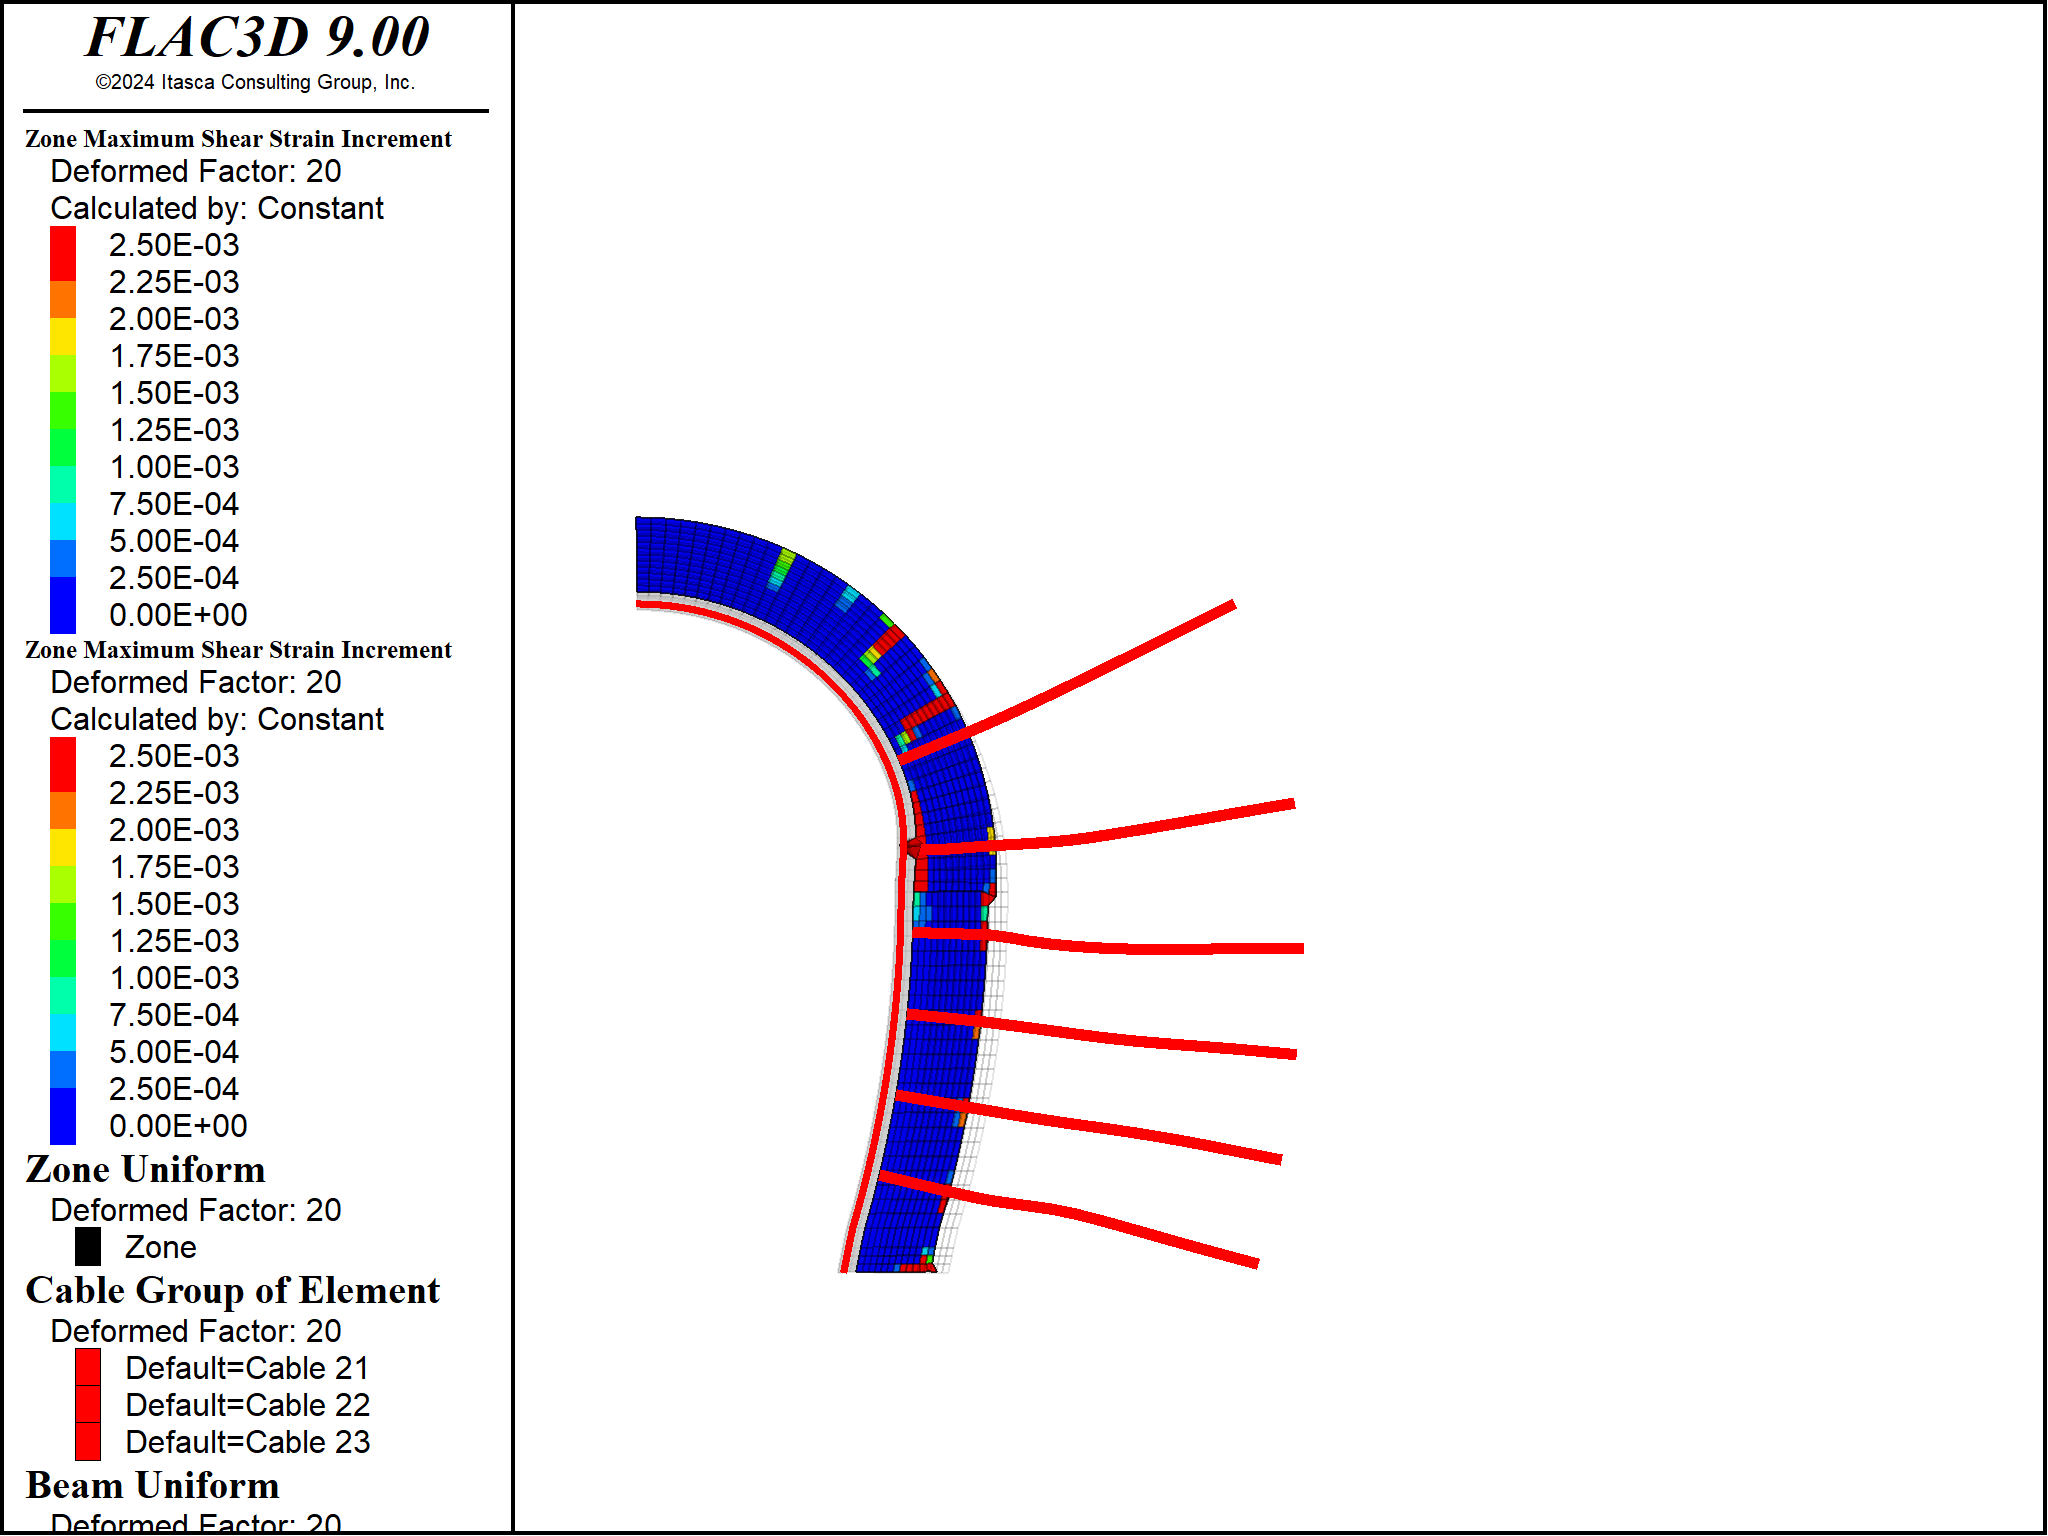 FLAC3D 9.00
©2024 Itasca Consulting Group, Inc.
Zone Maximum Shear Strain Increment
Deformed Factor: 20
Calculated by: Constant
2.50E-03
2.25E-03
2.00E-03
1.75E-03
1.50E-03
1.25E-03
1.00E-03
7.50E-04
5.00E-04
2.50E-04
0.00E+00
Zone Maximum Shear Strain Increment
Deformed Factor: 20
Calculated by: Constant
2.50E-03
2.25E-03
2.00E-03
1.75E-03
1.50E-03
1.25E-03
1.00E-03
7.50E-04
5.00E-04
2.50E-04
0.00E+00
Zone Uniform
Deformed Factor: 20
Zone
Cable Group of Element
Deformed Factor: 20
Default=Cable 21
Default=Cable 22
Default=Cable 23
Beam Uniform
Deformed Factor: 20